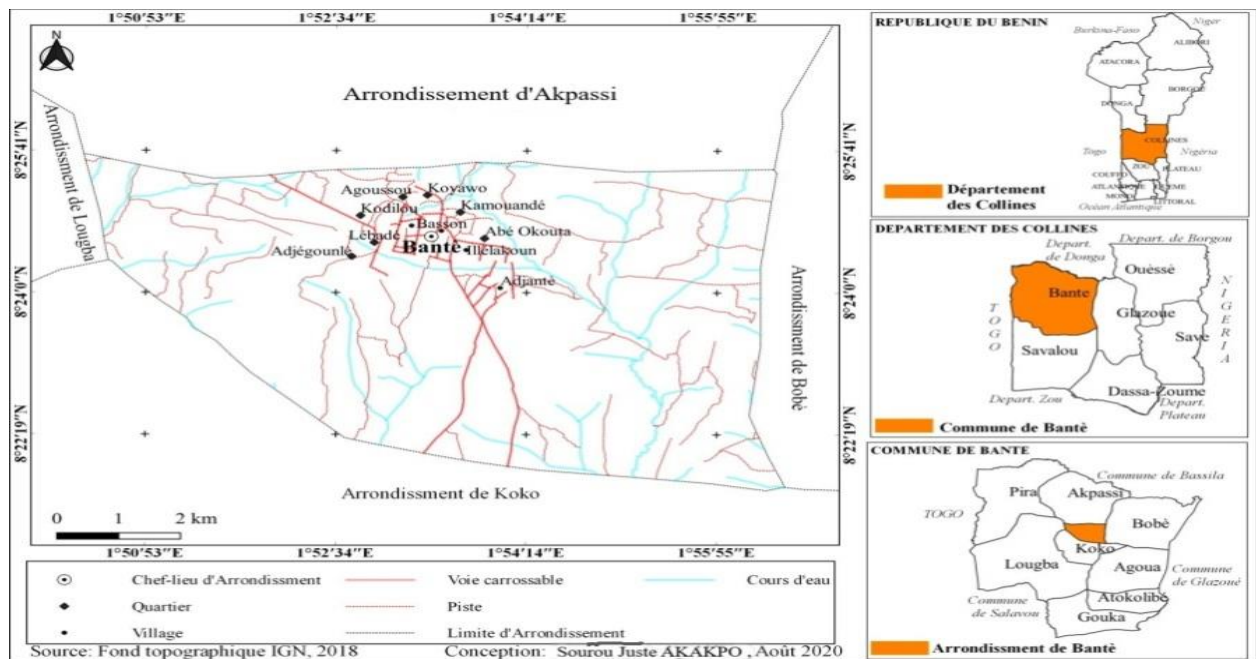 1°50'53"E 1°52'34"E 1°54'14"E 1°55'55"E
N
Arrondissement d'Akpassi
Arrondissement de Lougba
8°25'41"N
8°25'41"N
Agoussou
Koyawo
Kodilou
Kamouandé
Basson
Lébadé
Bantè
Abé Okouta
Illélakoun
Adjégounlé
Adjantè
8°24'0"N
8°24'0"N
Arrondissement de Bobè
8°22'19"N
8°22'19"N
Arrondissment de Koko
0 1 2 km
1°50'53"E 1°52'34"E 1°54'14"E 1°55'55"E
Chef-lieu d'Arrondissment
Voie carrossable
Cours d'eau
Quartier
Piste
Village
Limite d'Arrondissement
Source: Fond topographique IGN, 2018
Conception: Sourou Juste AKAKPO , Août 2020
REPUBLIQUE DU BENIN
Niger
Burkina-Faso
ALIBORI
ATACORA
BORGOU
DONGA
COLLINES
Togo
Nigéria
ZOU
PLATEAU
COUFFO
ATLANTIQUE
LITTORAL
Océan Atlantique
Département
des Collines
DEPARTEMENT DES COLLINES
Depart. de Borgou
Depart.
de Donga
Ouèssè
Bante
Glazoue
Save
TOGO
NIGERIA
Savalou
Dassa-Zoume
Depart. Zou
Depart.
Plateau
Commune de Bantè
COMMUNE DE BANTE
Commune de Bassila
Pira
Akpassi
TOGO
Bobè
Koko
Lougba
Agoua
Commune
de Glazoué
Atokolibé
Commune
de Salavou
Gouka
Arrondissment de Bantè